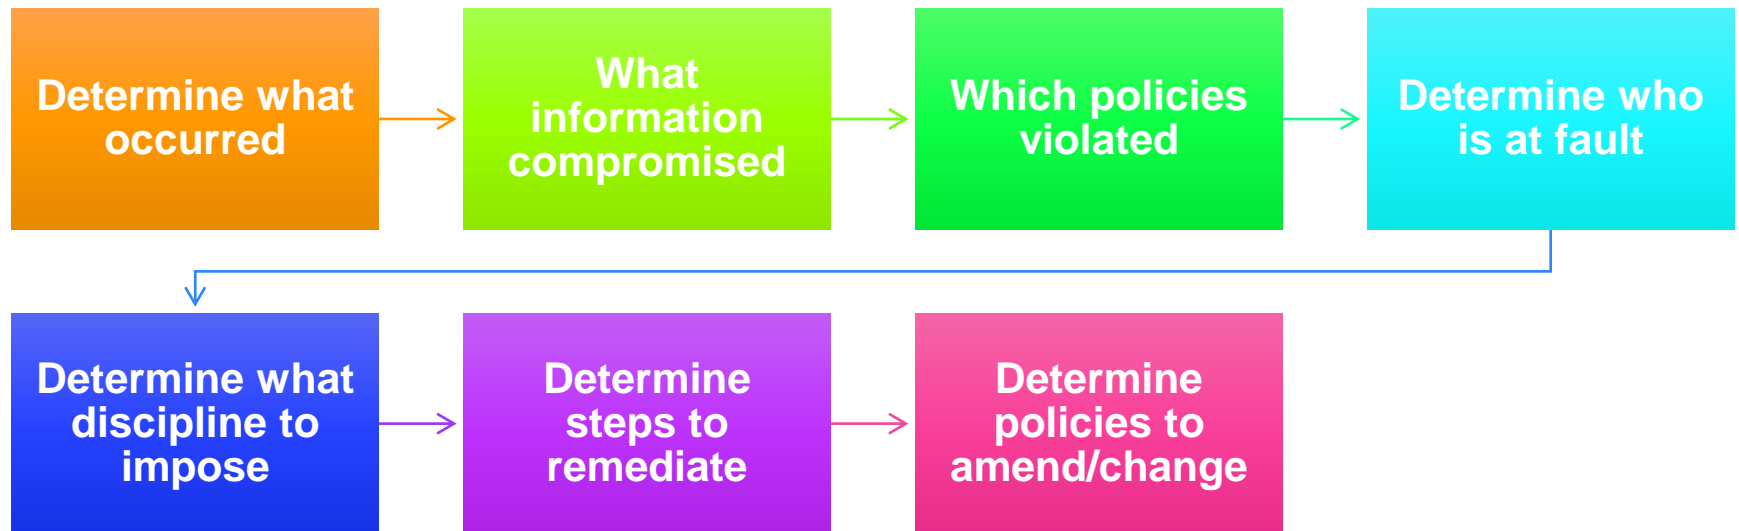 Determine what
occurred
What
information
compromised
Which policies
violated
Determine who
is at fault
Determine what
discipline to
impose
Determine
steps to
remediate
Determine
policies to
amend/change